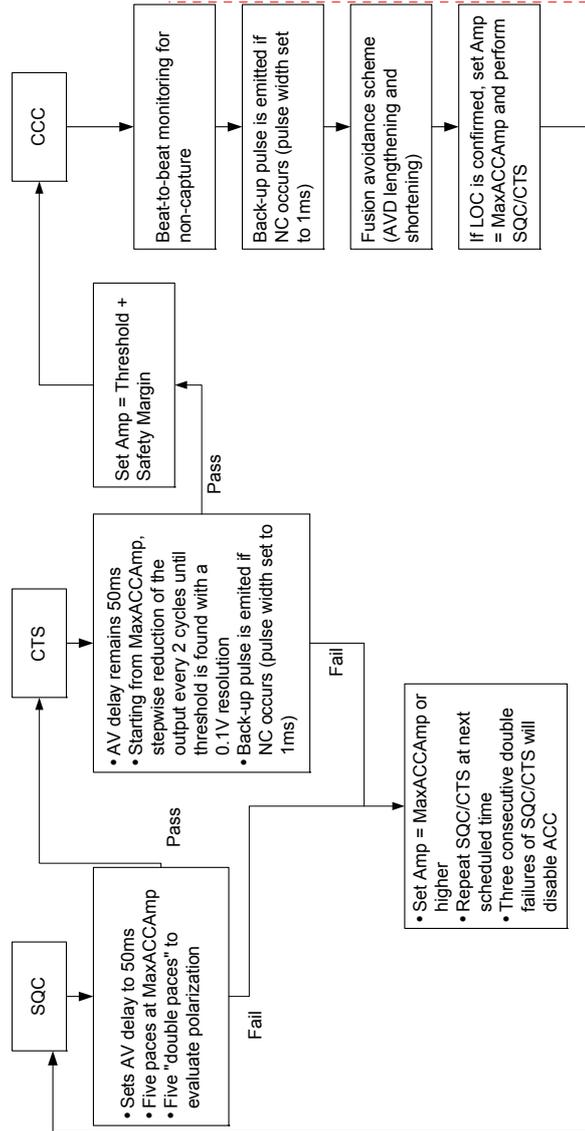 SQC
• Sets AV delay to 50ms
• Five paces at MaxACCAmp
• Five "double paces" to
evaluate polarization
Pass
Fail
CTS
• AV delay remains 50ms
• Starting from MaxACCAmp,
stepwise reduction of the
output every 2 cycles until
threshold is found with a
0.1V resolution
• Back-up pulse is emited if
NC occurs (pulse width set to
1ms)
Pass
Fail
• Set Amp = MaxACCAmp or
higher
• Repeat SQC/CTS at next
scheduled time
• Three consecutive double
failures of SQC/CTS will
disable ACC
Set Amp = Threshold +
Safety Margin
CCC
Beat-to-beat monitoring for
non-capture
Back-up pulse is emitted if
NC occurs (pulse width set
to 1ms)
Fusion avoidance scheme
(AVD lengthening and
shortening)
If LOC is confirmed, set Amp
= MaxACCAmp and perform
SQC/CTS